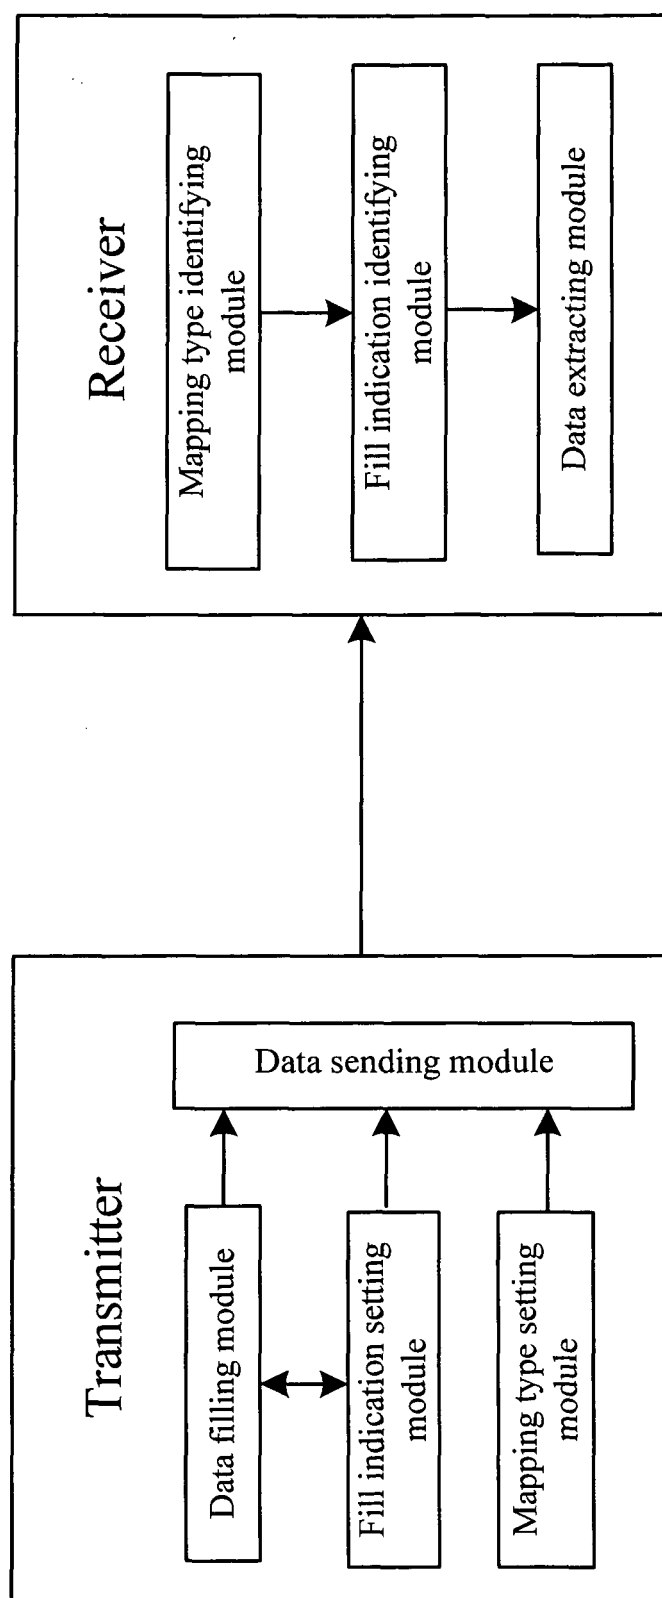 Transmitter
Data filling module
Fill indication setting
module
Mapping type setting
module
Data sending module
Receiver
Mapping type identifying
module
Fill indication identifying
module
Data extracting module